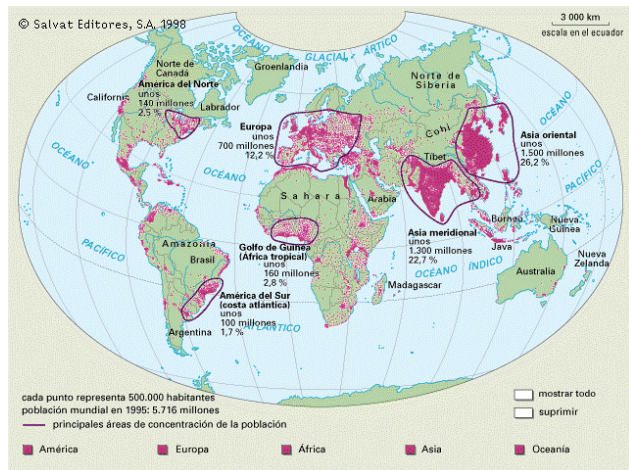 © Salvat Editores, S.A, 1998
3 000 km
escala en el ecuador
OCÉANO
GLACIAL ÁRTICO
Groenlandia
Norte de
Canadá
Norte de
Siberia
América del Norte
unos
140 millones
2,5 %
California
Labrador
Europa
unos
700 millones
12,2 %
Cobi
Tíbet
Asia oriental
unos
1.500 millones
26,2 %
OCÉANO
PACÍFICO
OCÉANO
OCÉANO
Sahara
Arabia
Asia meridional
unos
1.300 millones
22,7 %
Borneo
Nueva
Guinea
Java
PACÍFICO
Amazonia
Brasil
Golfo de Guinea
(África tropical)
unos
160 millones
2,8 %
OCÉANO ÍNDICO
Madagascar
Australia
Nueva
Zelanda
América del Sur
(costa atlántica)
unos
100 millones
1,7 %
ATLÁNTICO
Argentina
cada punto representa 500.000 habitantes
población mundial en 1995: 5.716 millones
principales áreas de concentración de la población
mostrar todo
suprimir
América
Europa
África
Asia
Oceanía